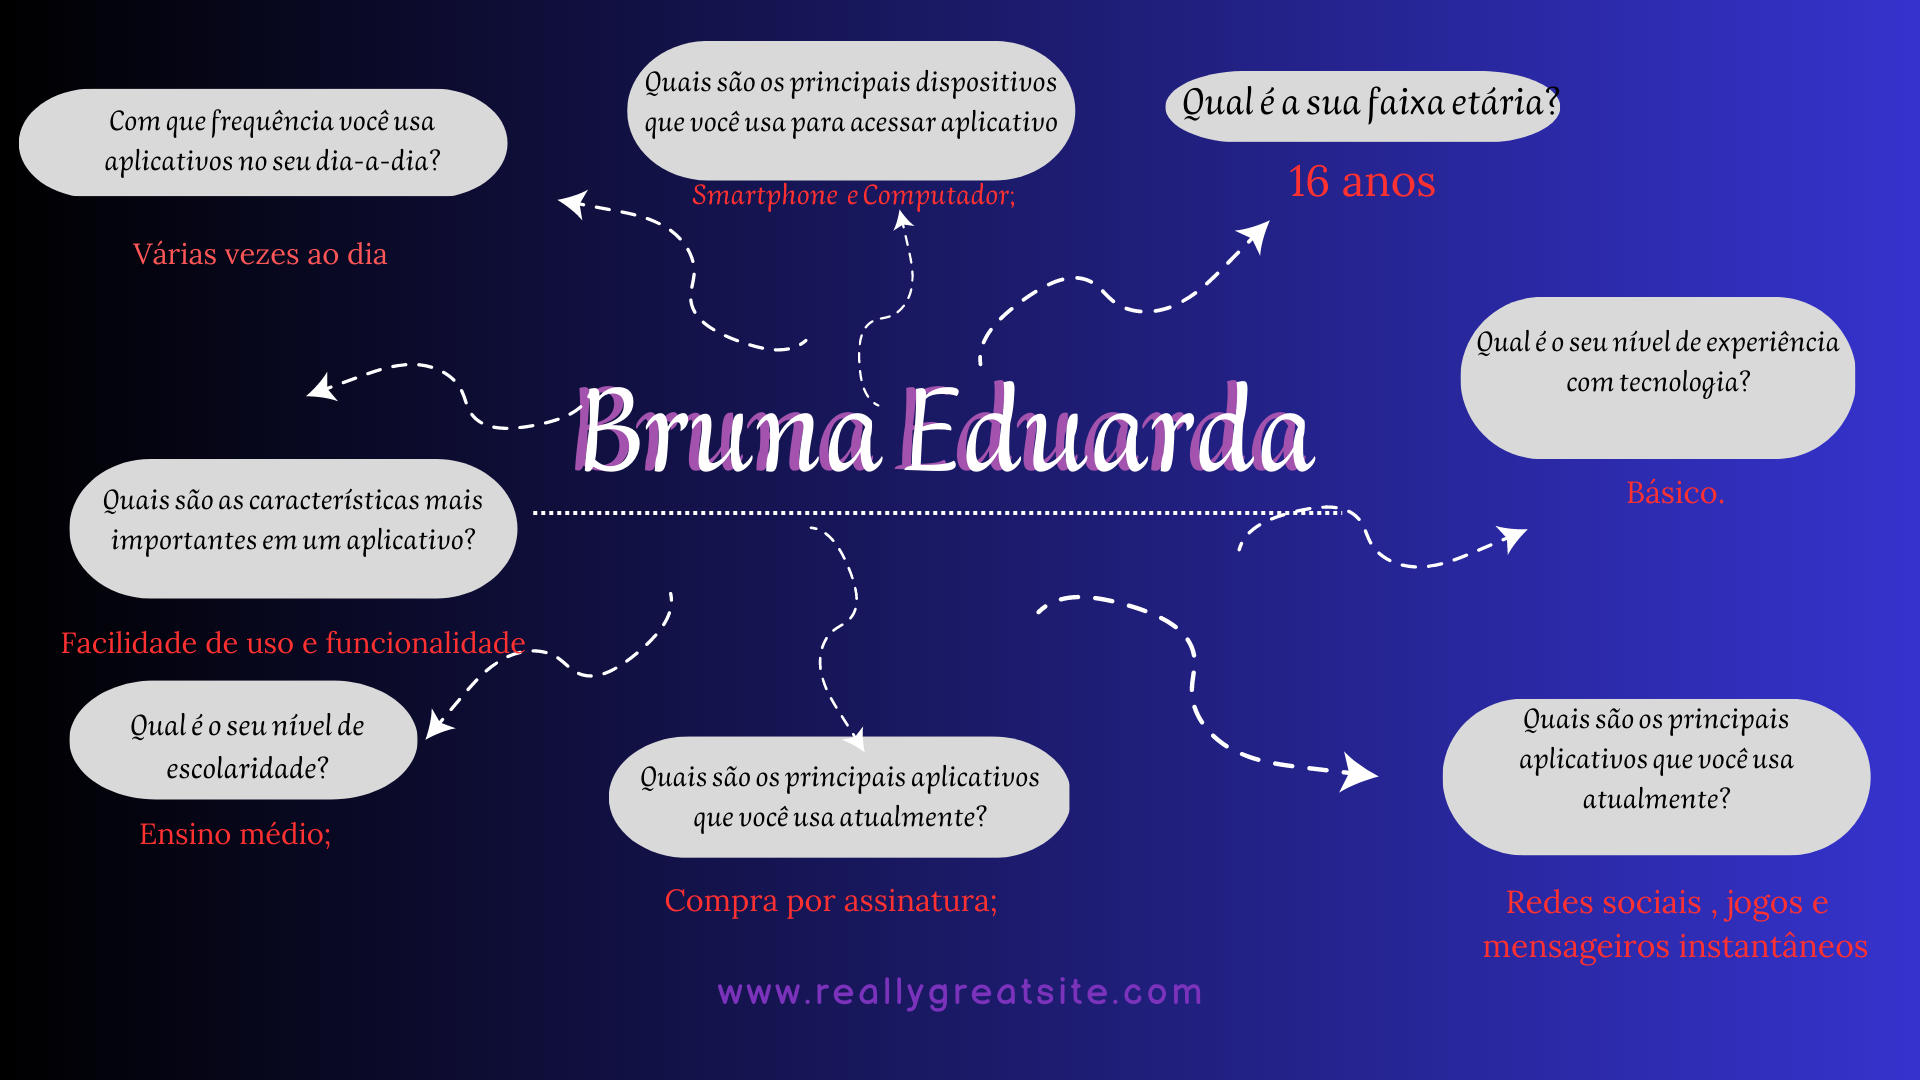 Com que frequência você usa
aplicativos no seu dia-a-dia?
Várias vezes ao dia
Quais são os principais dispositivos
que você usa para acessar aplicativo
Smartphone e Computador;
Qual é a sua faixa etária?
16 anos
Qual é o seu nível de experiência
com tecnologia?
Básico.
Bruna Eduarda
Quais são as características mais
importantes em um aplicativo?
Facilidade de uso e funcionalidade
Qual é o seu nível de
escolaridade?
Ensino médio;
Quais são os principais aplicativos
que você usa atualmente?
Compra por assinatura;
Quais são os principais
aplicativos que você usa
atualmente?
Redes sociais , jogos e
mensageiros instantâneos
www.reallygreatsite.com